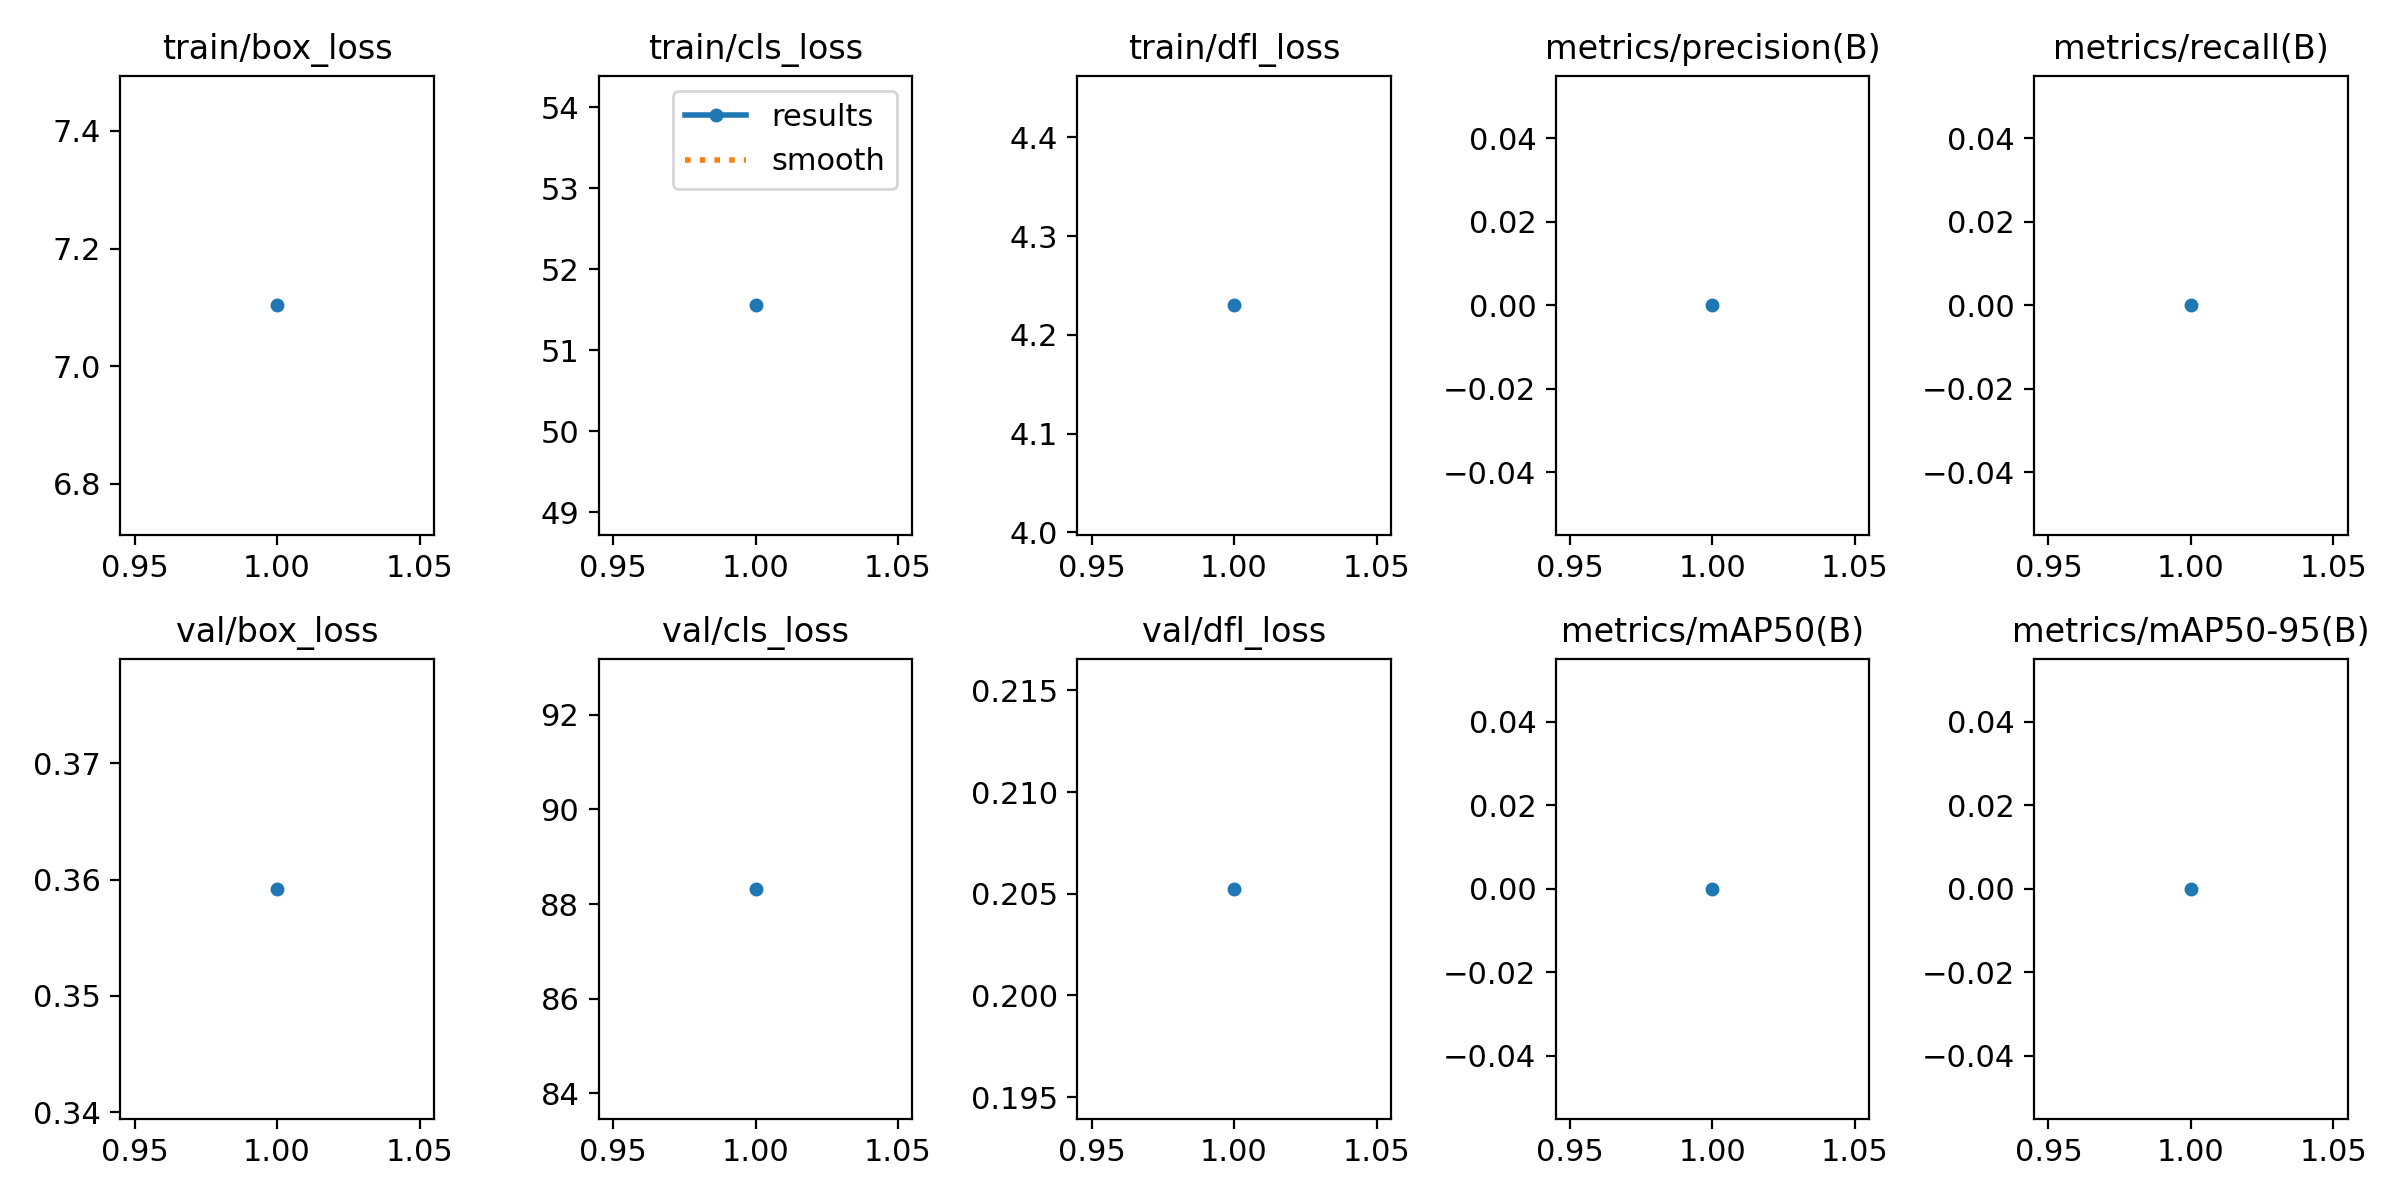 train/box_loss
train/cls_loss
train/dfl_loss
metrics/precision(B)
metrics/recall(B)
7.4
7.2
7.0
6.8
0.95 1.00 1.05
results
smooth
54
53
52
51
50
49
0.95 1.00 1.05
4.4
4.3
4.2
4.1
4.0
0.95 1.00 1.05
0.04
0.02
0.00
−0.02
−0.04
0.95 1.00 1.05
0.04
0.02
0.00
−0.02
−0.04
0.95 1.00 1.05
val/box_loss
val/cls_loss
val/dfl_loss
metrics/mAP50(B)
metrics/mAP50-95(B)
0.37
0.36
0.35
0.34
0.95 1.00 1.05
92
90
88
86
84
0.95 1.00 1.05
0.215
0.210
0.205
0.200
0.195
0.95 1.00 1.05
0.04
0.02
0.00
−0.02
−0.04
0.95 1.00 1.05
0.04
0.02
0.00
−0.02
−0.04
0.95 1.00 1.05